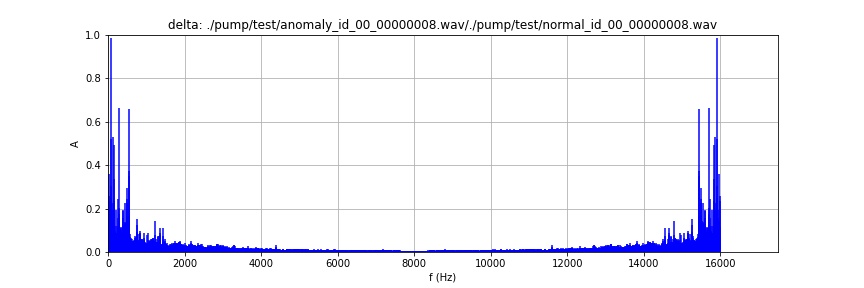 delta: ./pump/test/anomaly_id_00_00000008.wav/./pump/test/normal_id_00_00000008.wav
1.0
0.8
0.6
0.4
0.2
0.0
A
0 2000 4000 6000 8000 10000 12000 14000 16000
f (Hz)